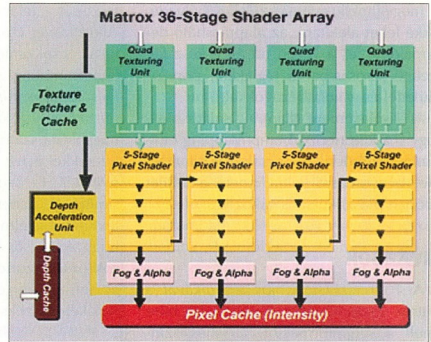 Matrox 36-Stage Shader Array
Quad
Texturing
Unit
Quad
Texturing
Unit
Quad
Texturing
Unit
Quad
Texturing
Unit
Texture
Fetcher &
Cache
5-Stage
Pixel Shader
5-Stage
Pixel Shader
5-Stage
Pixel Shader
5-Stage
Pixel Shader
Depth
Acceleration
Unit
Depth Cache
Fog & Alpha
Fog & Alpha
Fog & Alpha
Fog & Alpha
Pixel Cache (Intensity)